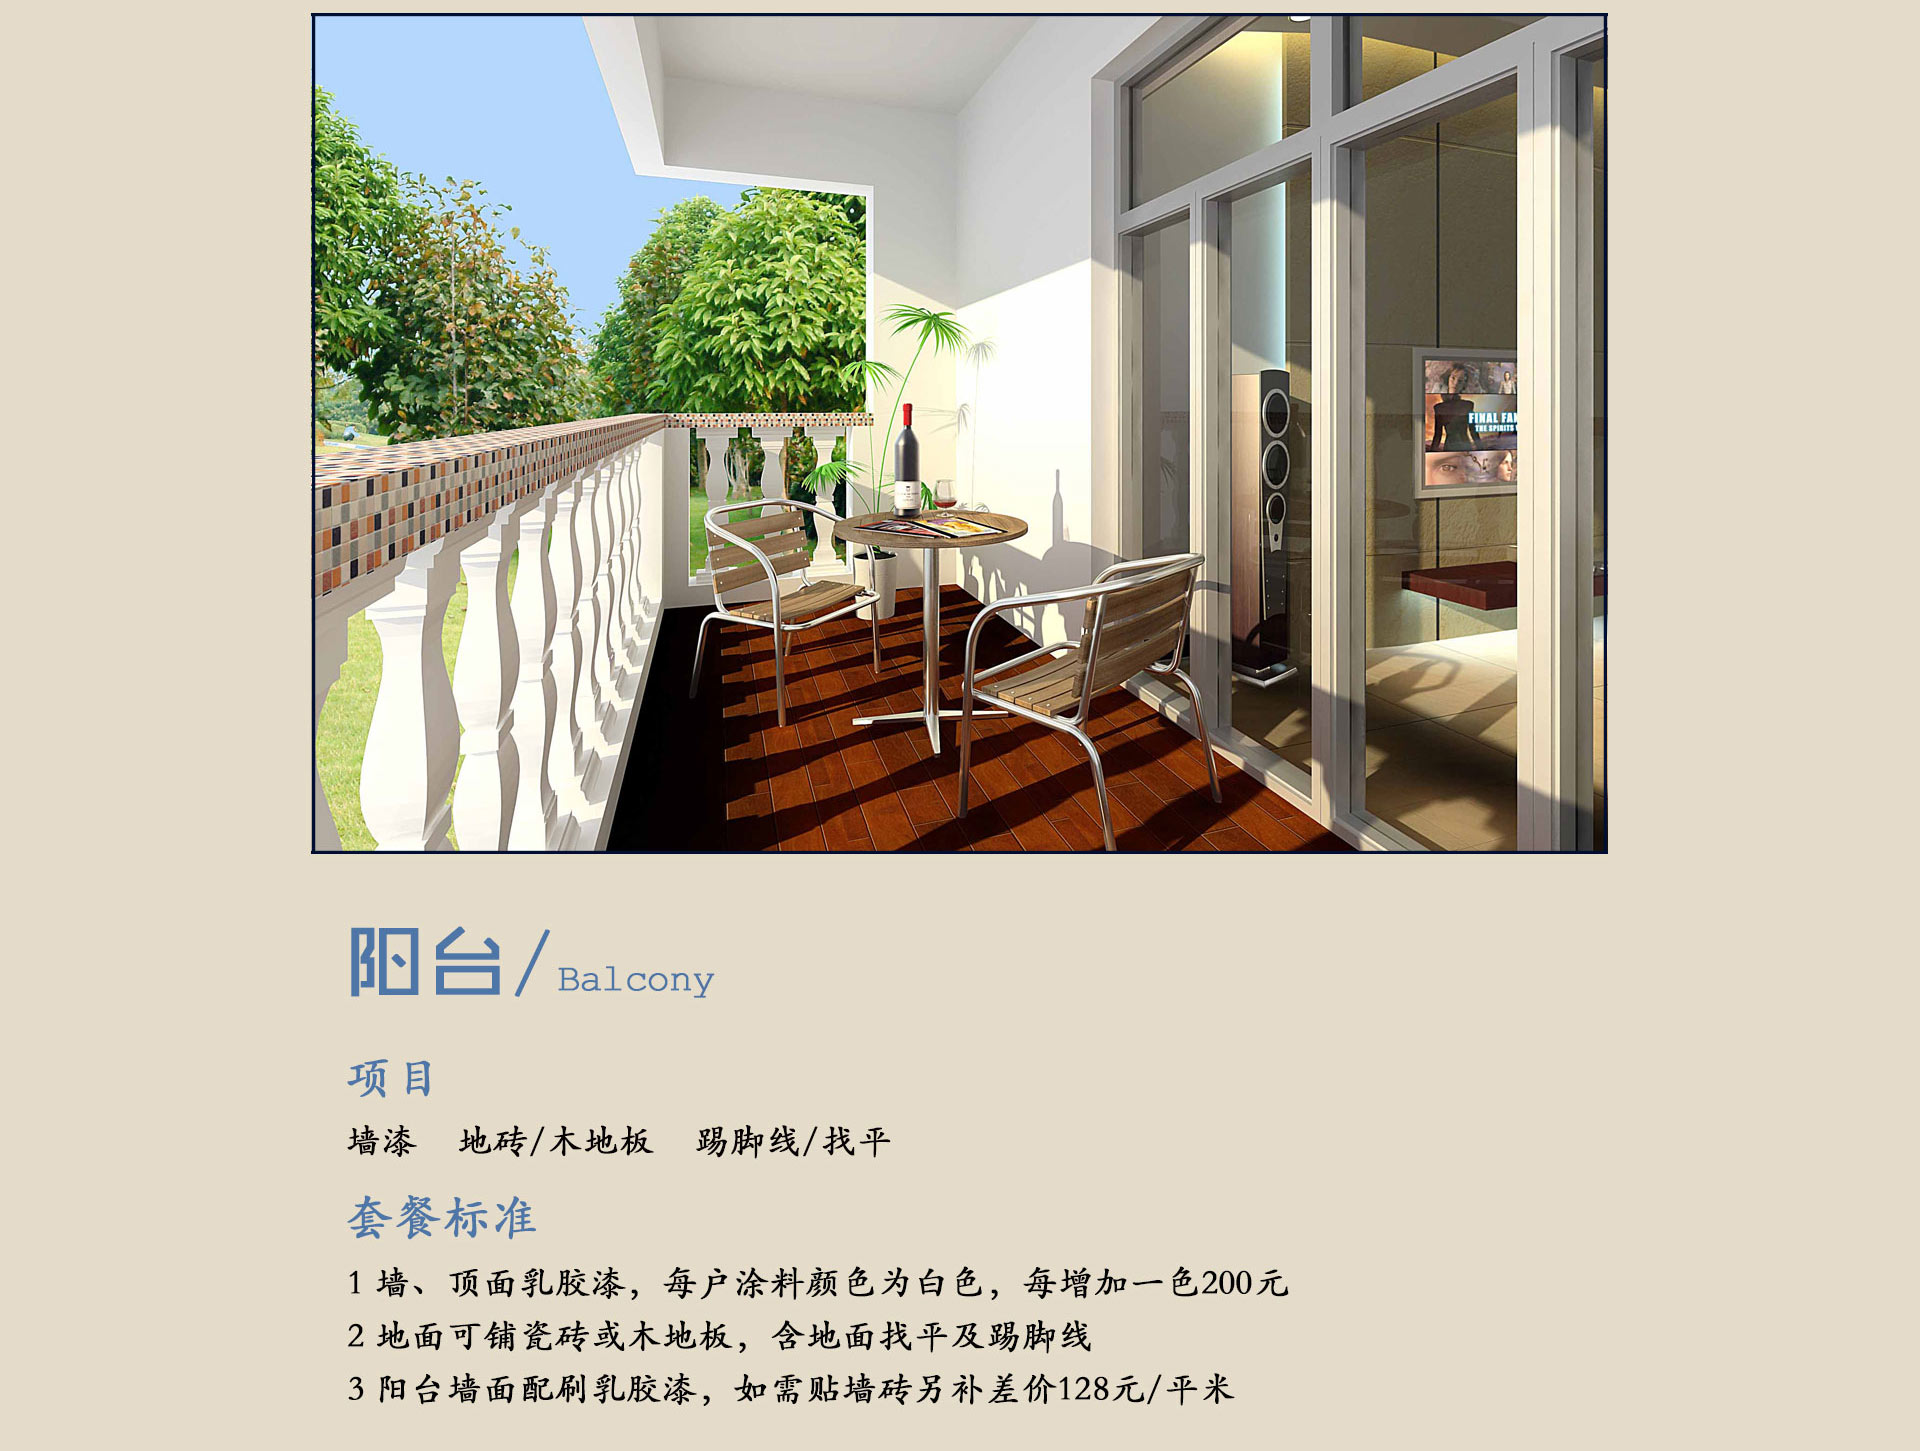 FINAL FAN
THE SPIRITS
阳台/Balcony
项目
墙漆 地砖/木地板 踢脚线/找平
套餐标准
1 墙、顶面乳胶漆，每户涂料颜色为白色，每增加一色200元
2 地面可铺瓷砖或木地板，含地面找平及踢脚线
3 阳台墙面配刷乳胶漆，如需贴墙砖另补差价128元/平米